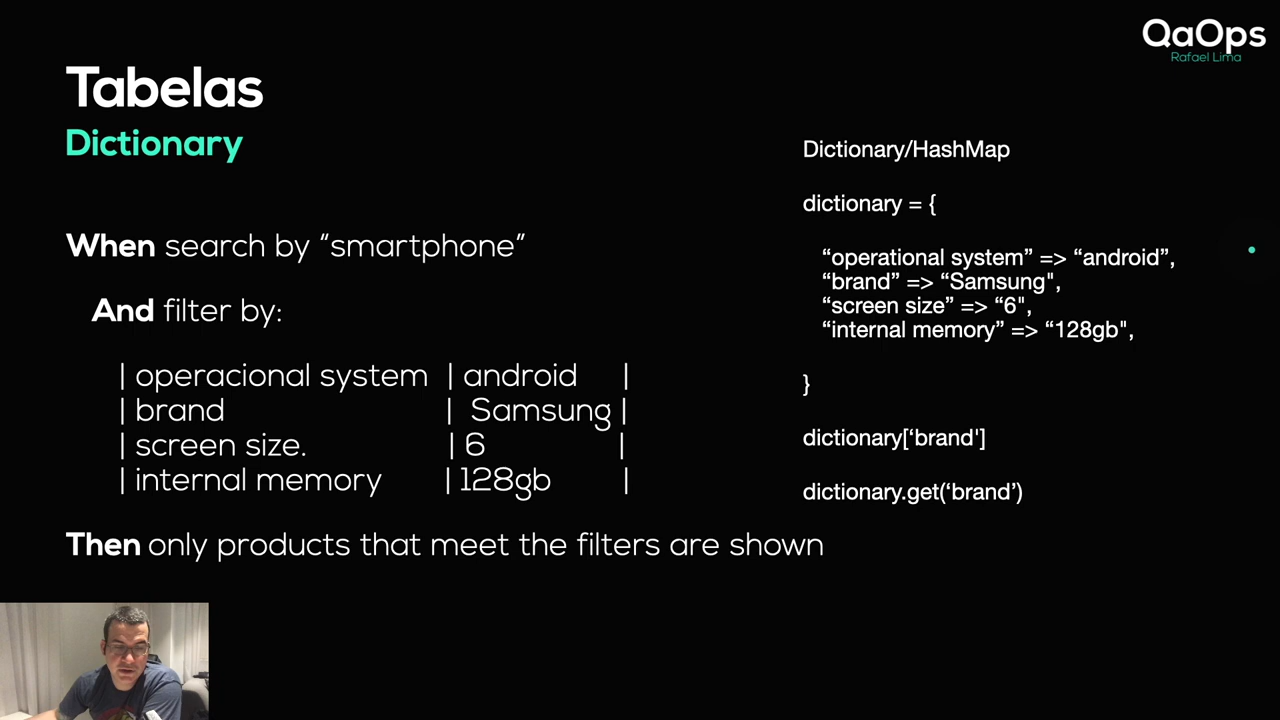 QaOps
Rafael Lima
Tabelas
Dictionary
When search by “smartphone”
And filter by:
| operacional system | android |
| brand | Samsung |
| screen size. | 6 |
| internal memory | 128gb |
Then only products that meet the filters are shown
Dictionary/HashMap
dictionary = {
“operational system” => “android”,
“brand” => “Samsung",
“screen size” => “6",
“internal memory” => “128gb",
}
dictionary[‘brand']
dictionary.get(‘brand’)